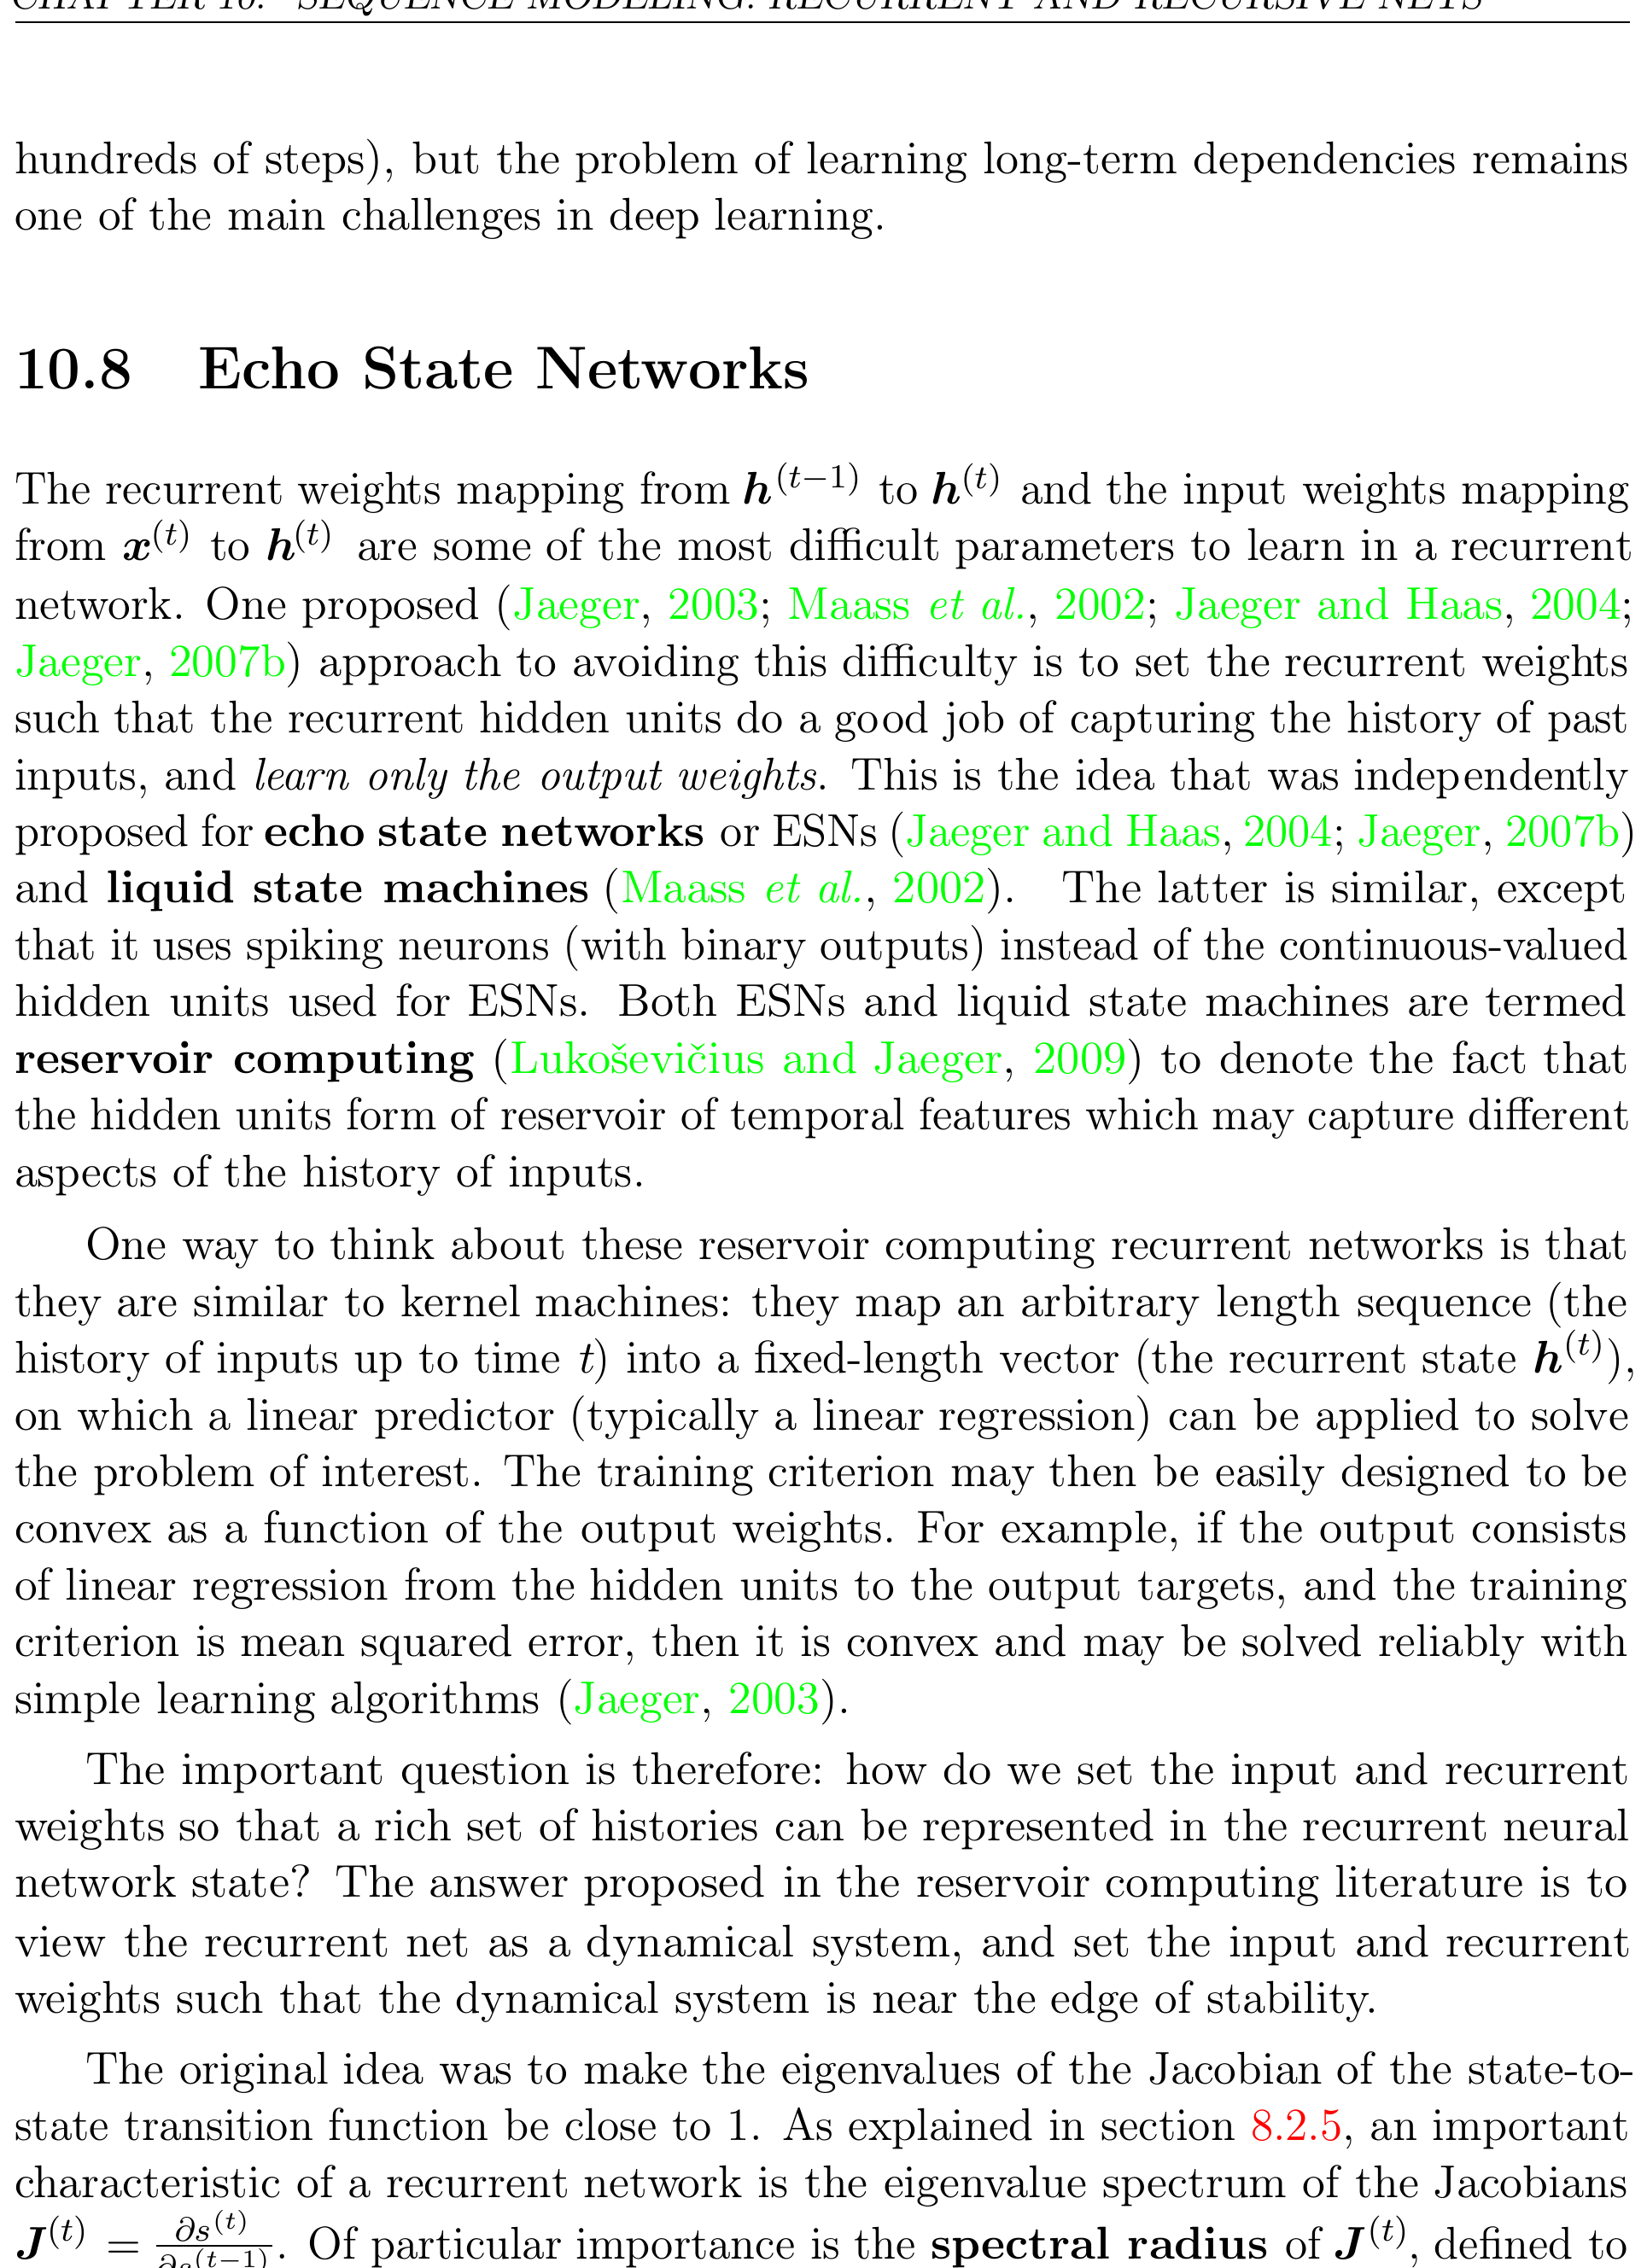 CHAPTER 10. SEQUENCE MODELING: RECURRENT AND RECURSIVE NETS
hundreds of steps), but the problem of learning long-term dependencies remains
one of the main challenges in deep learning.
10.8 Echo State Networks
The recurrent weights mapping from h^(t−1) to h^(t) and the input weights mapping
from x^(t) to h^(t) are some of the most difficult parameters to learn in a recurrent
network. One proposed (Jaeger, 2003; Maass et al., 2002; Jaeger and Haas, 2004;
Jaeger, 2007b) approach to avoiding this difficulty is to set the recurrent weights
such that the recurrent hidden units do a good job of capturing the history of past
inputs, and learn only the output weights. This is the idea that was independently
proposed for echo state networks or ESNs (Jaeger and Haas, 2004; Jaeger, 2007b)
and liquid state machines (Maass et al., 2002). The latter is similar, except
that it uses spiking neurons (with binary outputs) instead of the continuous-valued
hidden units used for ESNs. Both ESNs and liquid state machines are termed
reservoir computing (Lukoševičius and Jaeger, 2009) to denote the fact that
the hidden units form of reservoir of temporal features which may capture different
aspects of the history of inputs.
One way to think about these reservoir computing recurrent networks is that
they are similar to kernel machines: they map an arbitrary length sequence (the
history of inputs up to time t) into a fixed-length vector (the recurrent state h^(t)),
on which a linear predictor (typically a linear regression) can be applied to solve
the problem of interest. The training criterion may then be easily designed to be
convex as a function of the output weights. For example, if the output consists
of linear regression from the hidden units to the output targets, and the training
criterion is mean squared error, then it is convex and may be solved reliably with
simple learning algorithms (Jaeger, 2003).
The important question is therefore: how do we set the input and recurrent
weights so that a rich set of histories can be represented in the recurrent neural
network state? The answer proposed in the reservoir computing literature is to
view the recurrent net as a dynamical system, and set the input and recurrent
weights such that the dynamical system is near the edge of stability.
The original idea was to make the eigenvalues of the Jacobian of the state-to-
state transition function be close to 1. As explained in section 8.2.5, an important
characteristic of a recurrent network is the eigenvalue spectrum of the Jacobians
J^(t) = ∂s^(t)/∂s^(t−1). Of particular importance is the spectral radius of J^(t), defined to